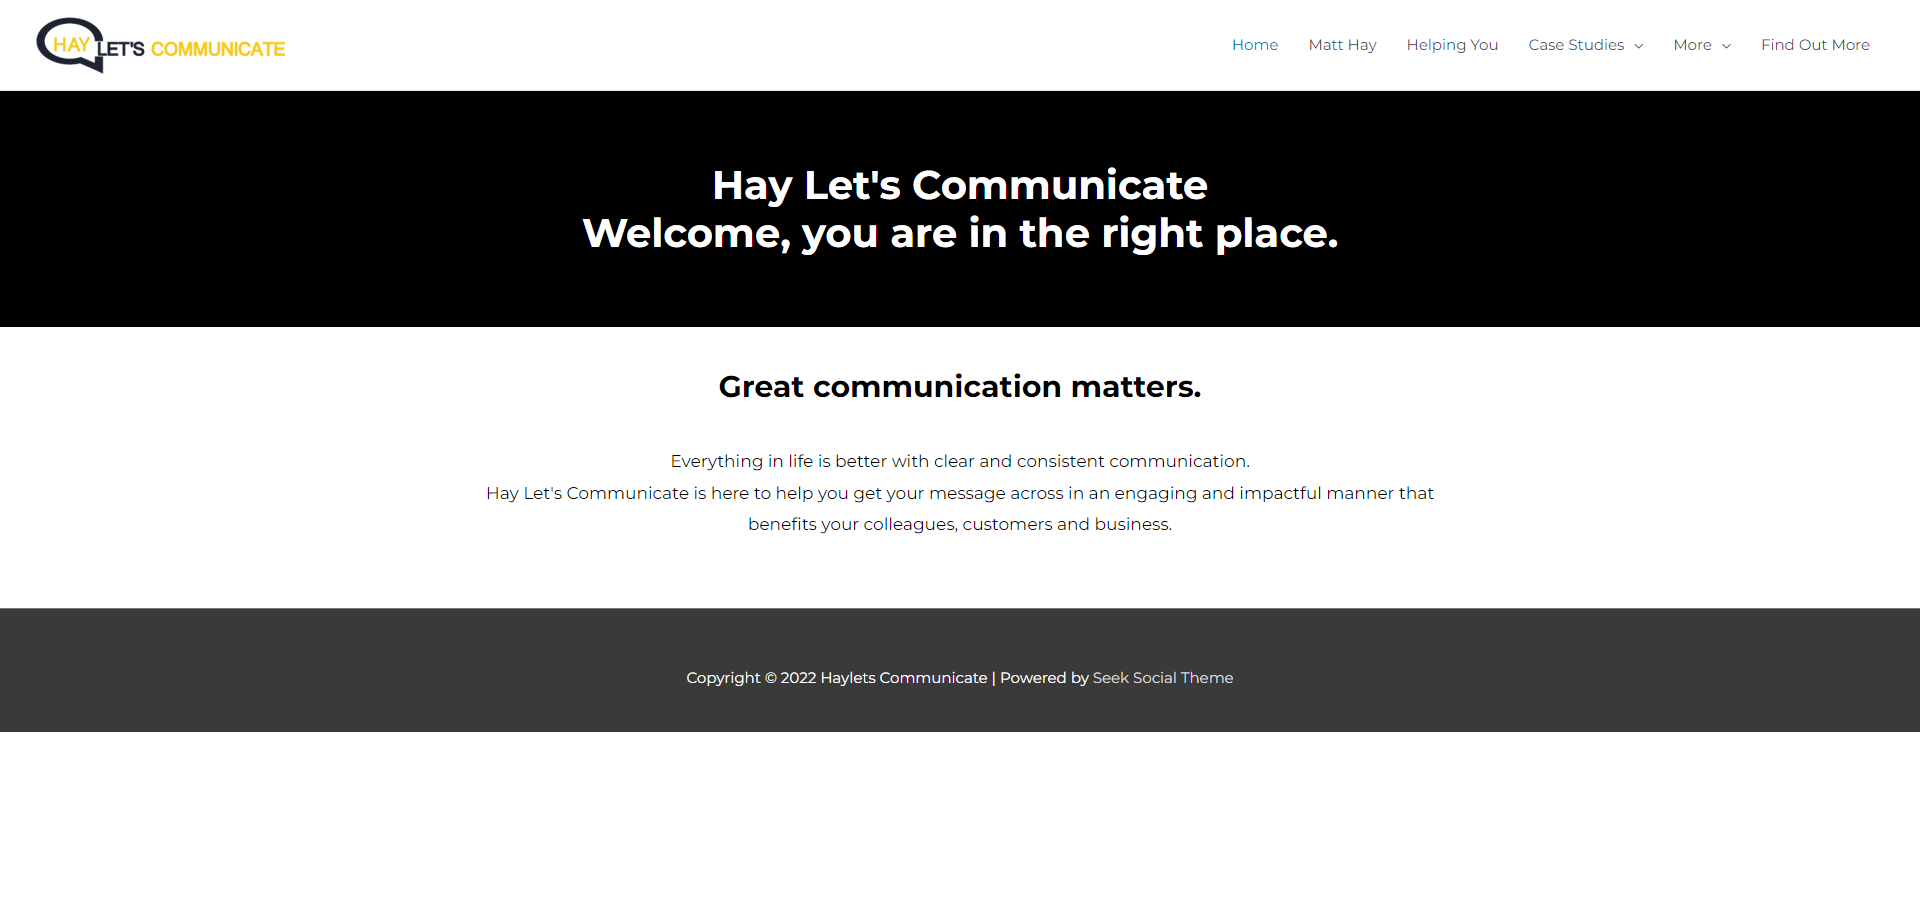 HAY LET'S COMMUNICATE
Home Matt Hay Helping You Case Studies More Find Out More
Hay Let's Communicate
Welcome, you are in the right place.
Great communication matters.
Everything in life is better with clear and consistent communication.
Hay Let's Communicate is here to help you get your message across in an engaging and impactful manner that
benefits your colleagues, customers and business.
Copyright © 2022 Haylets Communicate | Powered by Seek Social Theme